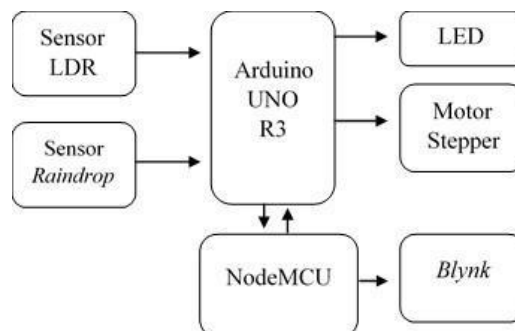 Sensor
LDR
Arduino
UNO
R3
LED
Motor
Stepper
Sensor
Raindrop
NodeMCU
Blynk